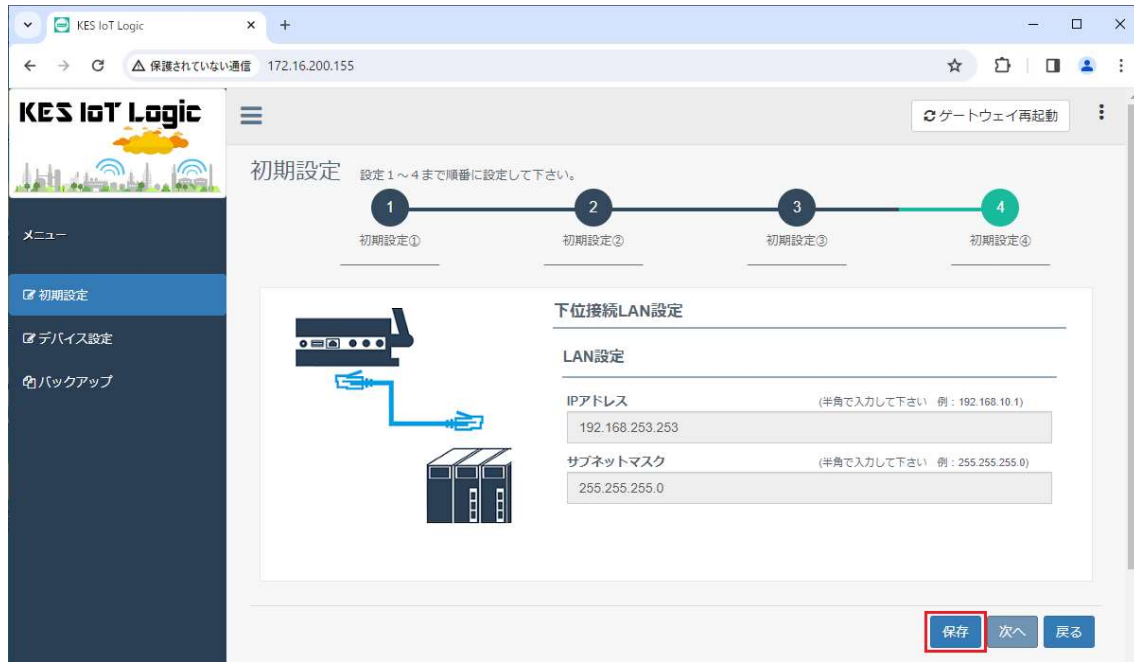 KES IoT Logic
保護されていない通信 172.16.200.155
KES IoT Logic
ゲートウェイ再起動
初期設定 設定1~4まで順番に設定して下さい。
1 2 3 4
初期設定① 初期設定② 初期設定③ 初期設定④
メニュー
初期設定
デバイス設定
バックアップ
下位接続LAN設定
LAN設定
IPアドレス (半角で入力して下さい 例:192.168.10.1)
192.168.253.253
サブネットマスク (半角で入力して下さい 例:255.255.255.0)
255.255.255.0
保存 次へ 戻る